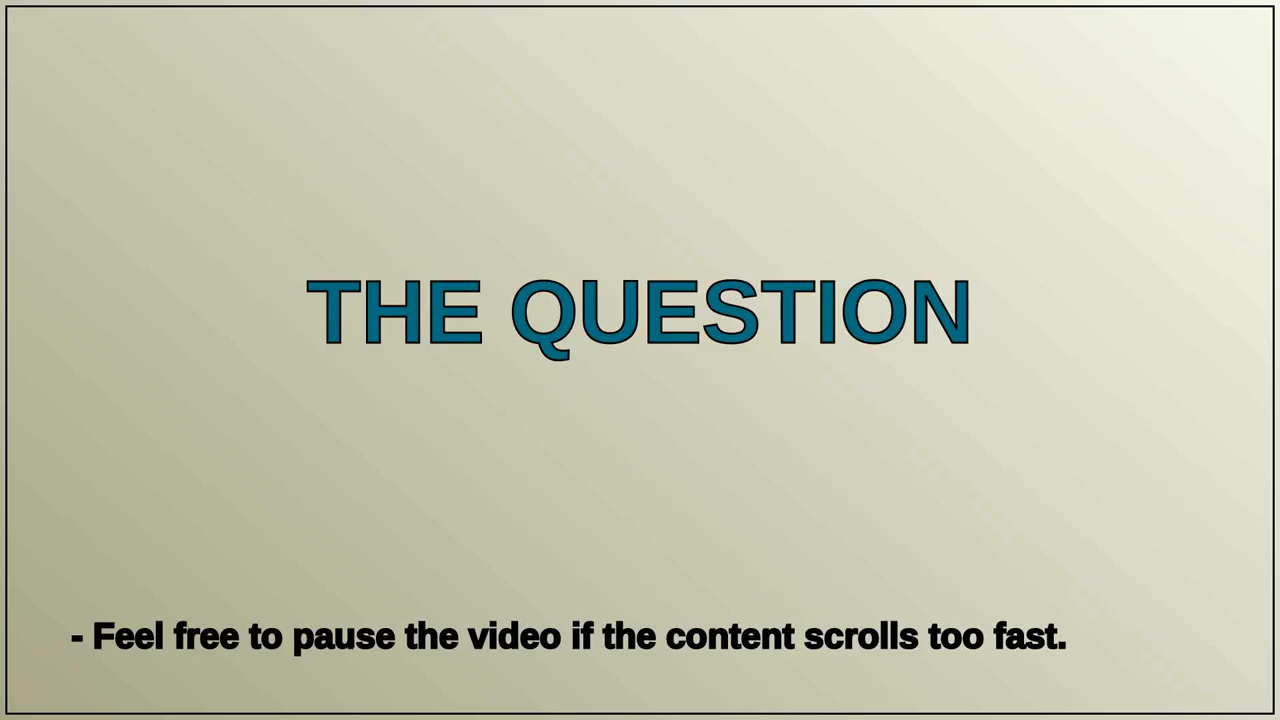 THE QUESTION
- Feel free to pause the video if the content scrolls too fast.